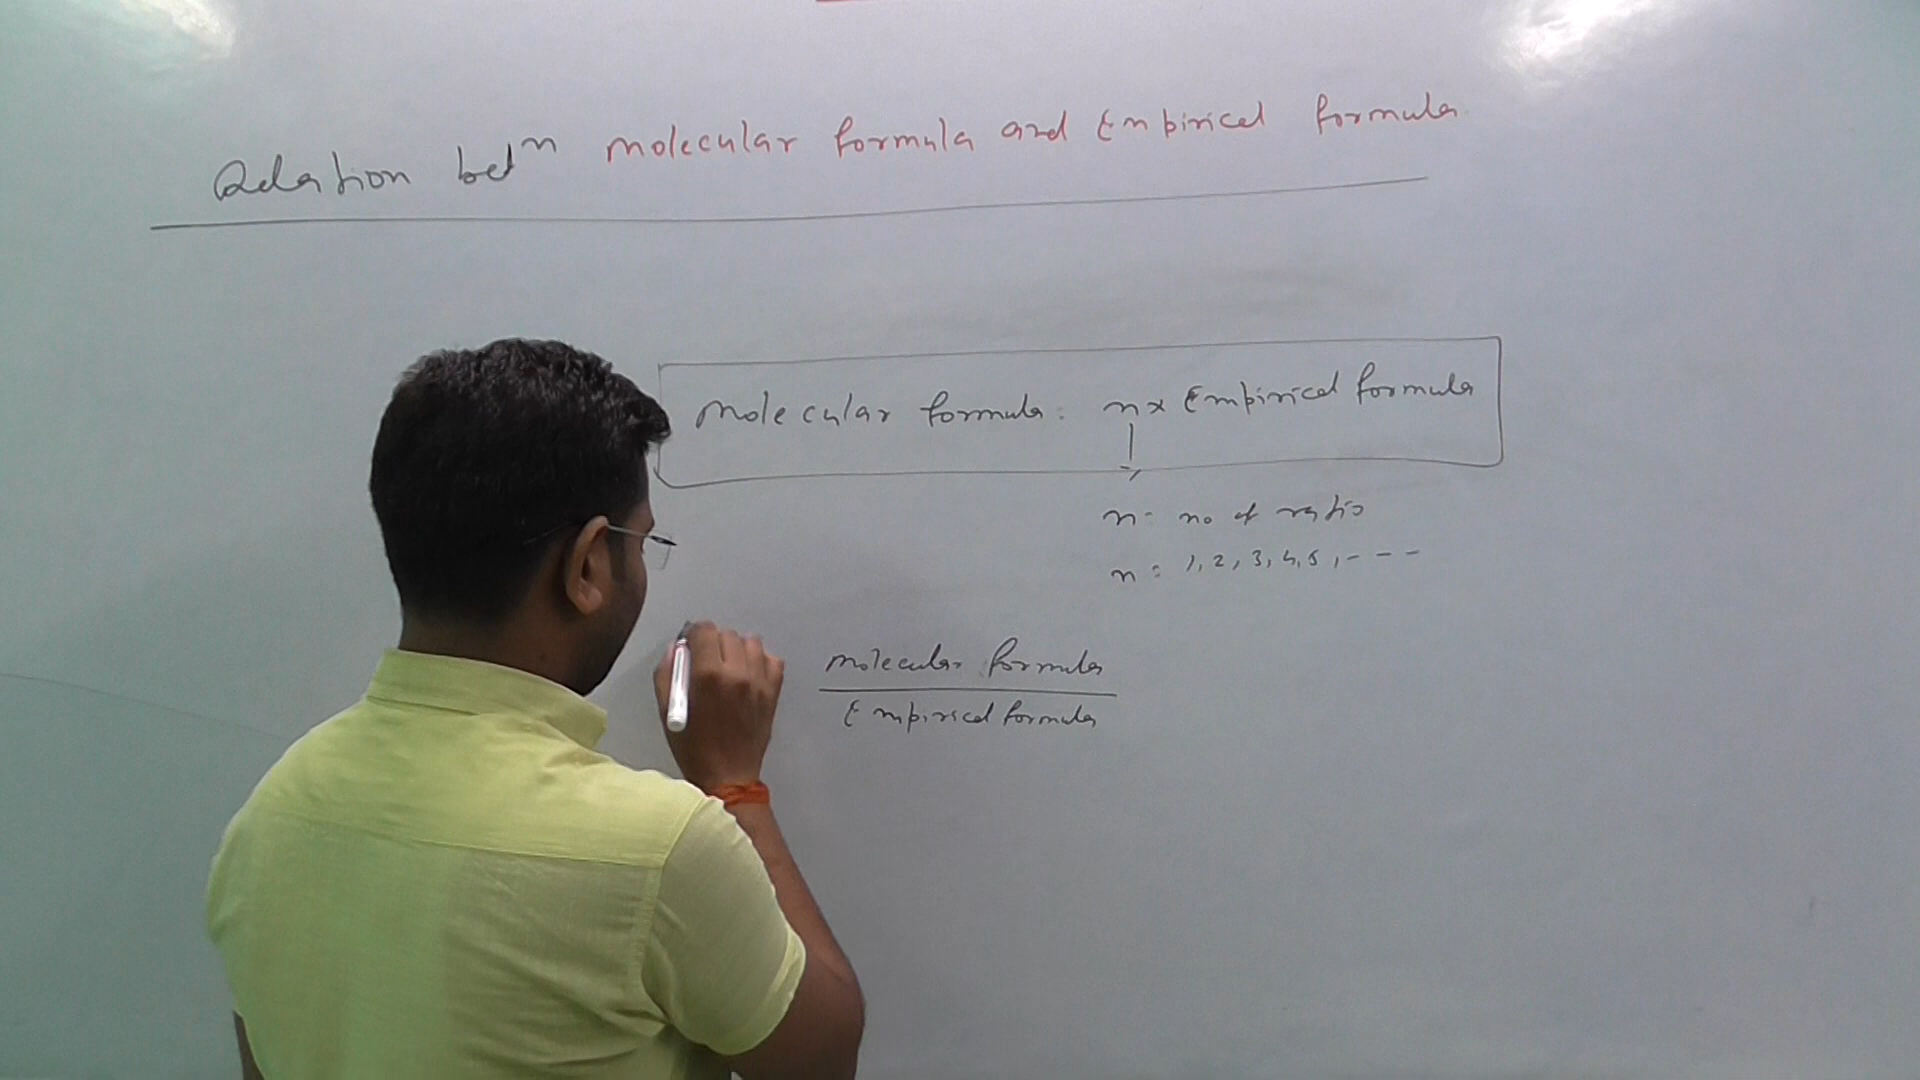 Relation betn molecular formula and Empirical formula
molecular formula = n x Empirical formula
n = no of ratio
n = 1, 2, 3, 4, 5, - - -
molecular formula
Empirical formula